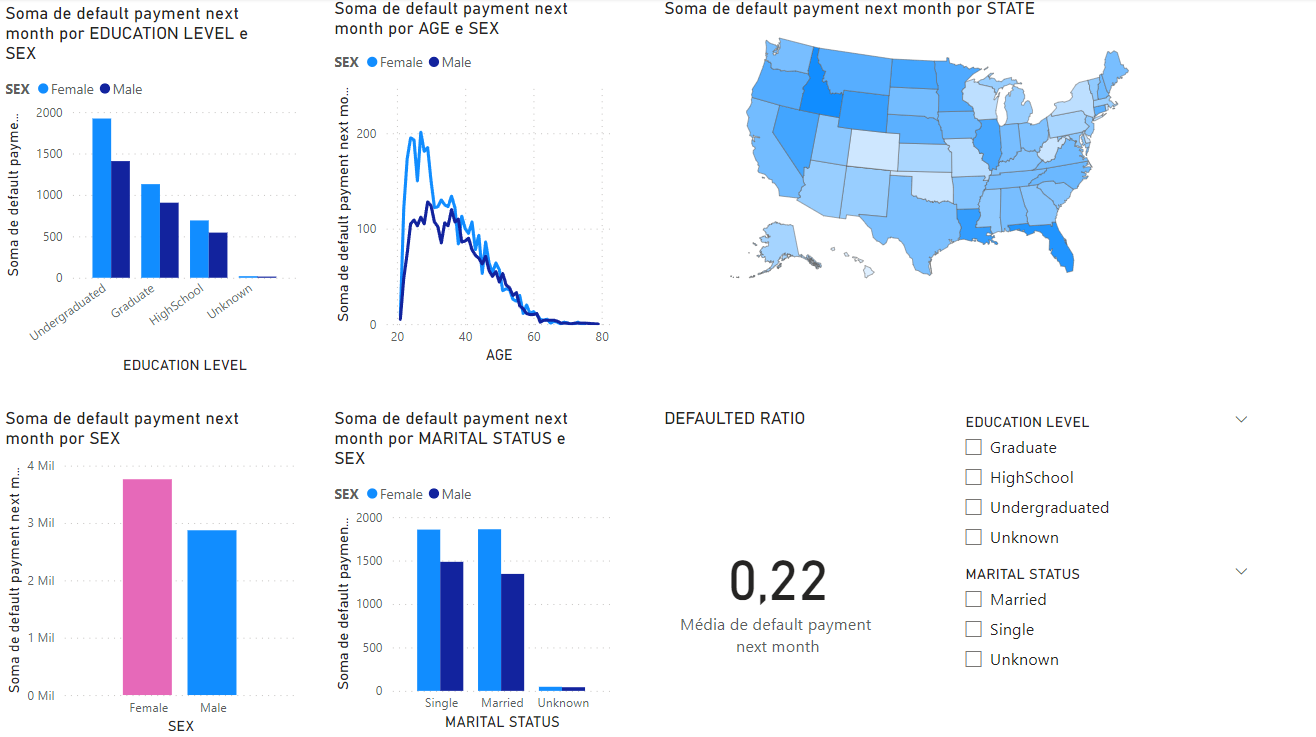 Soma de default payment next
month por EDUCATION LEVEL e
SEX
SEX Female Male
Soma de default payme...
2000
1500
1000
500
0
Undergraduated
Graduate
HighSchool
Unknown
EDUCATION LEVEL
Soma de default payment next
month por AGE e SEX
SEX Female Male
Soma de default payment next mo...
200
100
0
20 40 60 80
AGE
Soma de default payment next month por STATE
Soma de default payment next
month por SEX
Soma de default payment next m...
4 Mil
3 Mil
2 Mil
1 Mil
0 Mil
Female Male
SEX
Soma de default payment next
month por MARITAL STATUS e
SEX
SEX Female Male
Soma de default paymen...
2000
1500
1000
500
0
Single Married Unknown
MARITAL STATUS
DEFAULTED RATIO
0,22
Média de default payment
next month
EDUCATION LEVEL
Graduate
HighSchool
Undergraduated
Unknown
MARITAL STATUS
Married
Single
Unknown